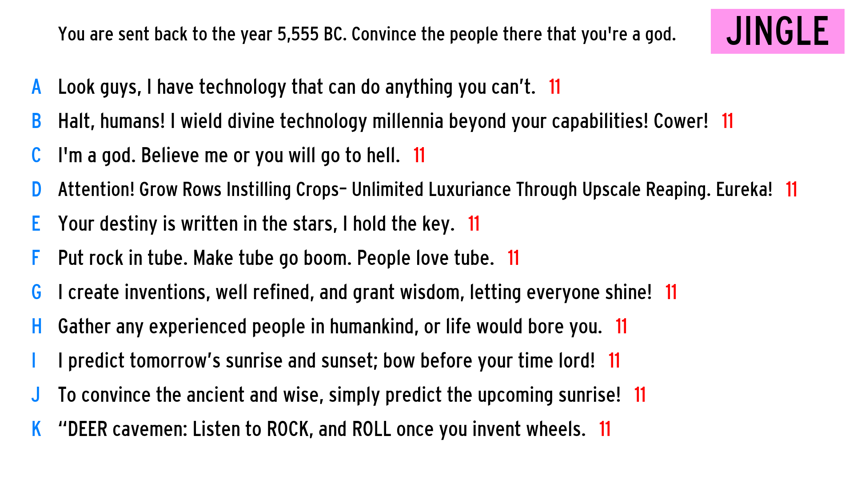 You are sent back to the year 5,555 BC. Convince the people there that you're a god.
JINGLE
A Look guys, I have technology that can do anything you can’t. 11
B Halt, humans! I wield divine technology millennia beyond your capabilities! Cower! 11
C I'm a god. Believe me or you will go to hell. 11
D Attention! Grow Rows Instilling Crops– Unlimited Luxuriance Through Upscale Reaping. Eureka! 11
E Your destiny is written in the stars, I hold the key. 11
F Put rock in tube. Make tube go boom. People love tube. 11
G I create inventions, well refined, and grant wisdom, letting everyone shine! 11
H Gather any experienced people in humankind, or life would bore you. 11
I I predict tomorrow’s sunrise and sunset; bow before your time lord! 11
J To convince the ancient and wise, simply predict the upcoming sunrise! 11
K “DEER cavemen: Listen to ROCK, and ROLL once you invent wheels. 11